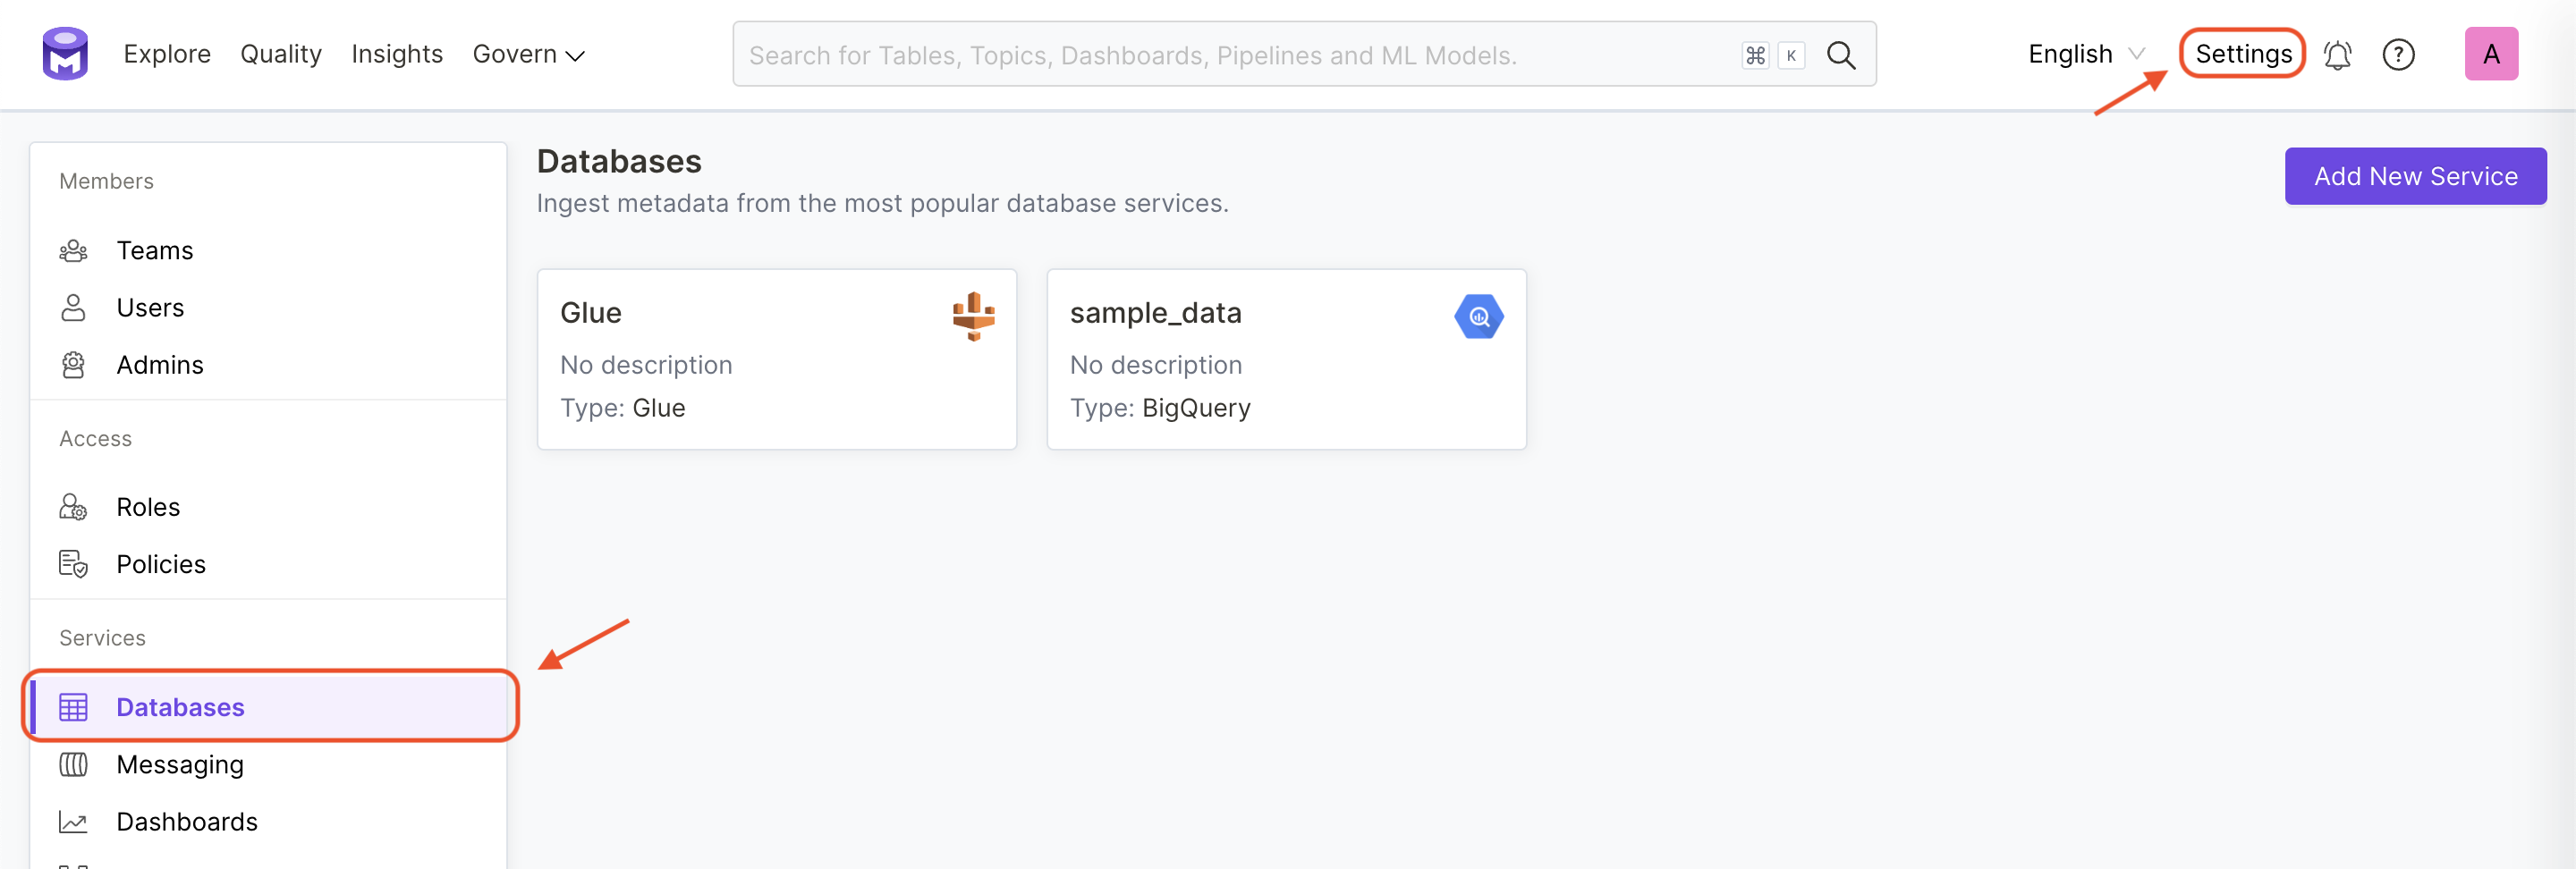 Explore Quality Insights Govern
Search for Tables, Topics, Dashboards, Pipelines and ML Models.
⌘ K
English
Settings
?
A
Members
Teams
Users
Admins
Access
Roles
Policies
Services
Databases
Messaging
Dashboards
Databases
Ingest metadata from the most popular database services.
Add New Service
Glue
No description
Type: Glue
sample_data
No description
Type: BigQuery